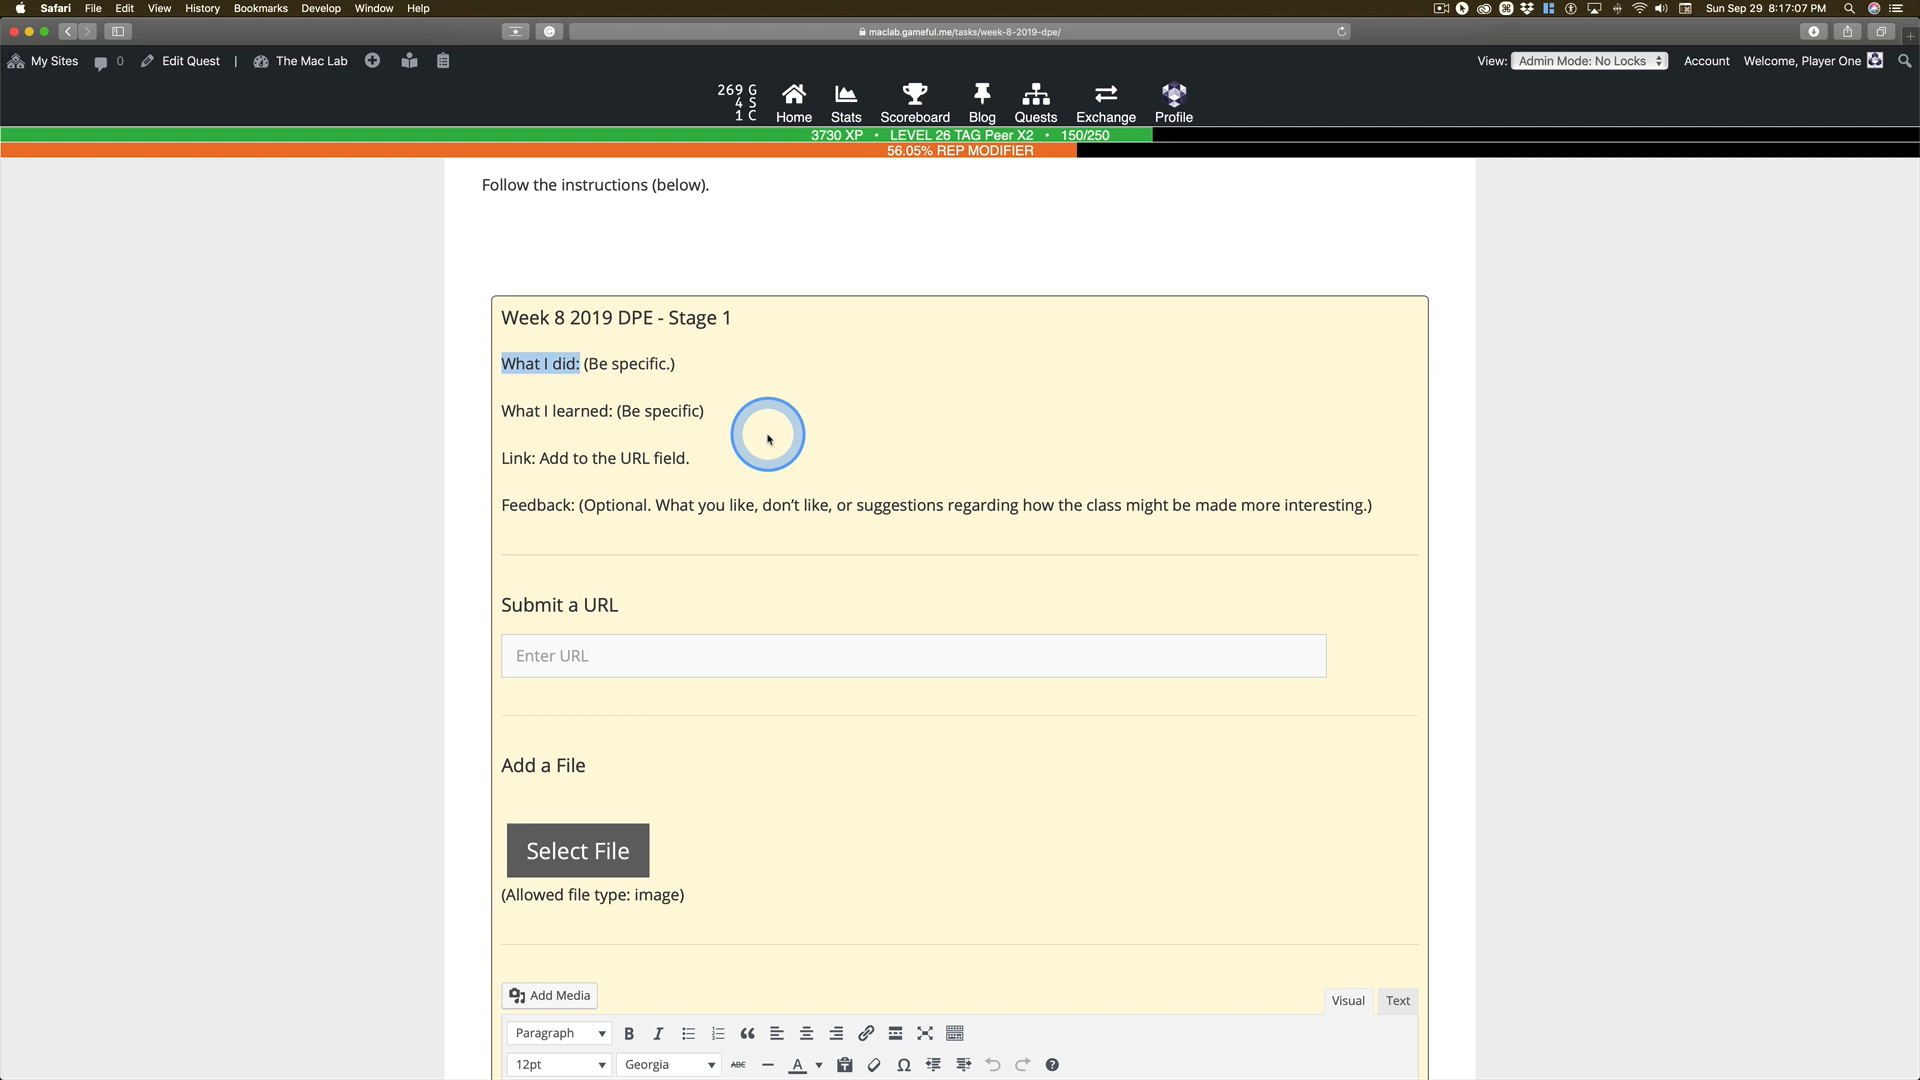 Safari File Edit View History Bookmarks Develop Window Help
Sun Sep 29 8:17:07 PM
maclab.gameful.me/tasks/week-8-2019-dpe/
My Sites 0 Edit Quest | The Mac Lab
View: Admin Mode: No Locks Account Welcome, Player One
269 G
4 S
1 C
Home Stats Scoreboard Blog Quests Exchange Profile
3730 XP • LEVEL 26 TAG Peer X2 • 150/250
56.05% REP MODIFIER
Follow the instructions (below).
Week 8 2019 DPE - Stage 1
What I did: (Be specific.)
What I learned: (Be specific)
Link: Add to the URL field.
Feedback: (Optional. What you like, don’t like, or suggestions regarding how the class might be made more interesting.)
Submit a URL
Enter URL
Add a File
Select File
(Allowed file type: image)
Add Media
Visual Text
Paragraph B I
12pt Georgia ABC A Ω